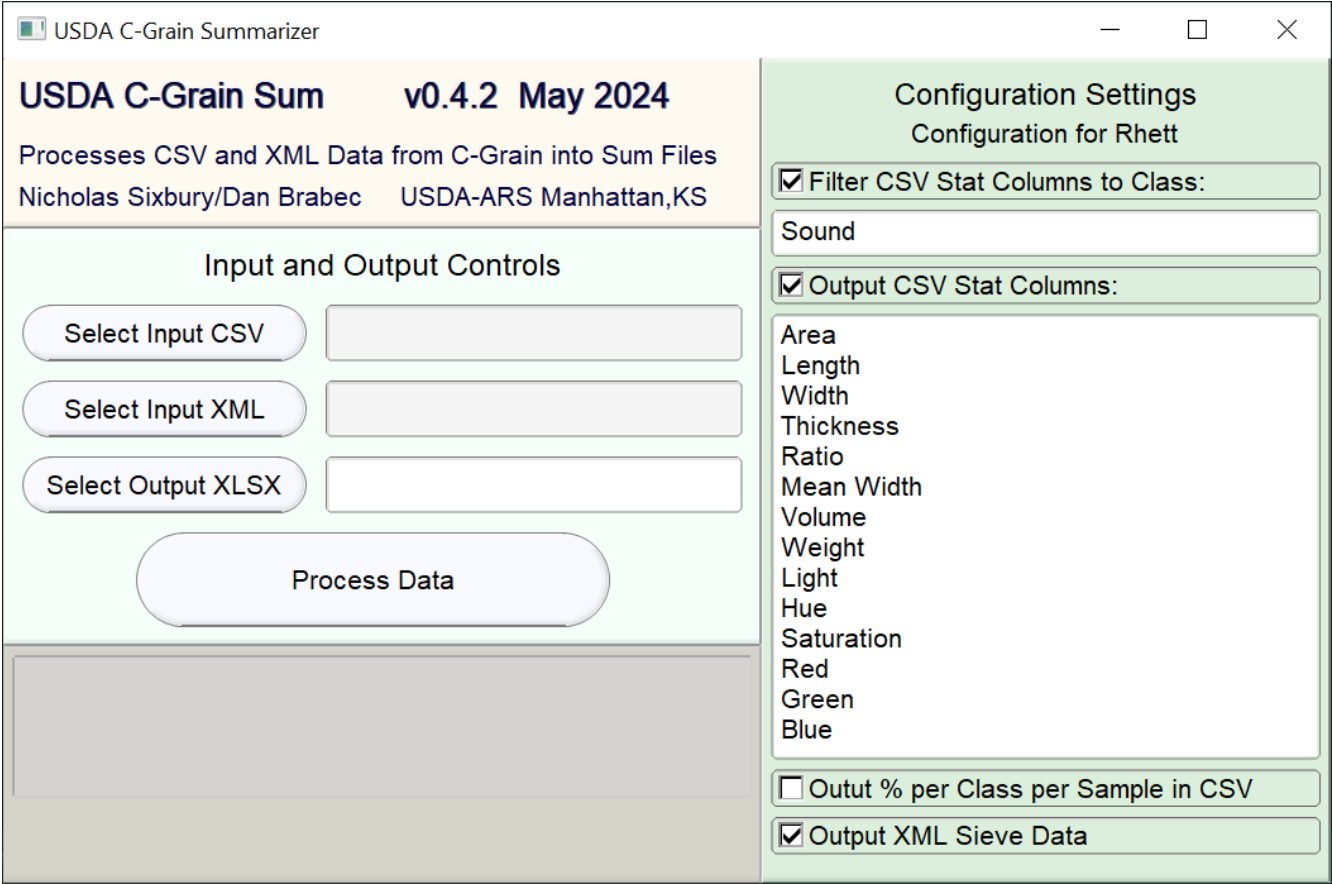 USDA C-Grain Summarizer
USDA C-Grain Sum v0.4.2 May 2024
Processes CSV and XML Data from C-Grain into Sum Files
Nicholas Sixbury/Dan Brabec USDA-ARS Manhattan,KS
Input and Output Controls
Select Input CSV
Select Input XML
Select Output XLSX
Process Data
Configuration Settings
Configuration for Rhett
Filter CSV Stat Columns to Class:
Sound
Output CSV Stat Columns:
Area
Length
Width
Thickness
Ratio
Mean Width
Volume
Weight
Light
Hue
Saturation
Red
Green
Blue
Outut % per Class per Sample in CSV
Output XML Sieve Data